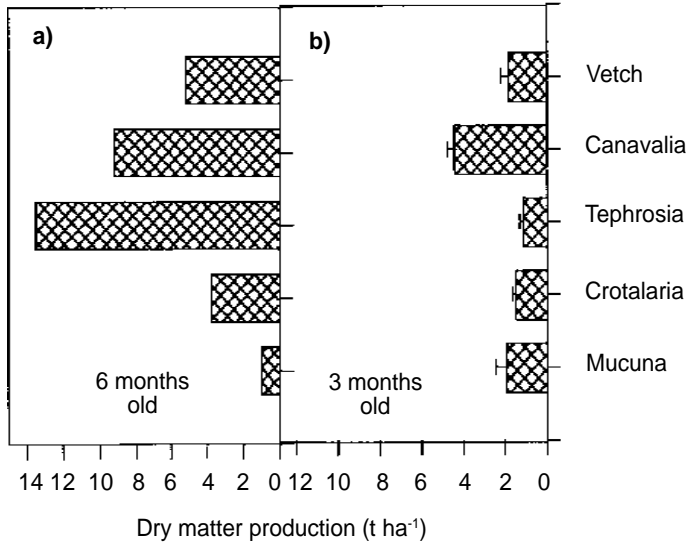 a)
b)
Vetch
Canavalia
Tephrosia
Crotalaria
Mucuna
6 months
old
3 months
old
14 12 10 8 6 4 2 0
12 10 8 6 4 2 0
Dry matter production (t ha⁻¹)